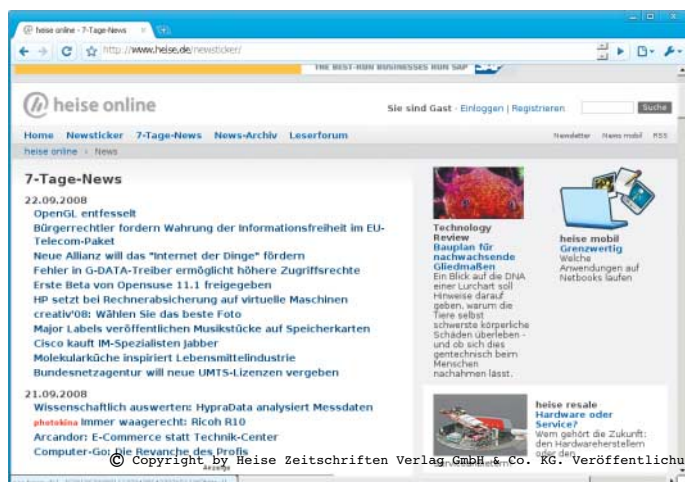 heise online - 7-Tage-News
http://www.heise.de/newsticker/
THE BEST-RUN BUSINESSES RUN SAP
heise online
Sie sind Gast · Einloggen | Registrieren
Suche
Home Newsticker 7-Tage-News News-Archiv Leserforum
Newsletter News mobil RSS
heise online › News
7-Tage-News
22.09.2008
OpenGL entfesselt
Bürgerrechtler fordern Wahrung der Informationsfreiheit im EU-
Telecom-Paket
Neue Allianz will das "Internet der Dinge" fördern
Fehler in G-DATA-Treiber ermöglicht höhere Zugriffsrechte
Erste Beta von Opensuse 11.1 freigegeben
HP setzt bei Rechnerabsicherung auf virtuelle Maschinen
creativ'08: Wählen Sie das beste Foto
Major Labels veröffentlichen Musikstücke auf Speicherkarten
Cisco kauft IM-Spezialisten Jabber
Molekularküche inspiriert Lebensmittelindustrie
Bundesnetzagentur will neue UMTS-Lizenzen vergeben
21.09.2008
Wissenschaftlich auswerten: HypraData analysiert Messdaten
photokina Immer waagerecht: Ricoh R10
Arcandor: E-Commerce statt Technik-Center
Computer-Go: Die Revanche des Profis
Anzeige
Technology
Review
Bauplan für
nachwachsende
Gliedmaßen
Ein Blick auf die DNA
einer Lurchart soll
Hinweise darauf
geben, warum die
Tiere selbst
schwerste körperliche
Schäden überleben -
und ob sich dies
gentechnisch beim
Menschen
nachahmen lässt.
heise mobil
Grenzwertig
Welche
Anwendungen auf
Netbooks laufen
heise resale
Hardware oder
Service?
Wem gehört die Zukunft:
den Hardwareherstellern
oder den
© Copyright by Heise Zeitschriften Verlag GmbH & Co. KG. Veröffentlichu